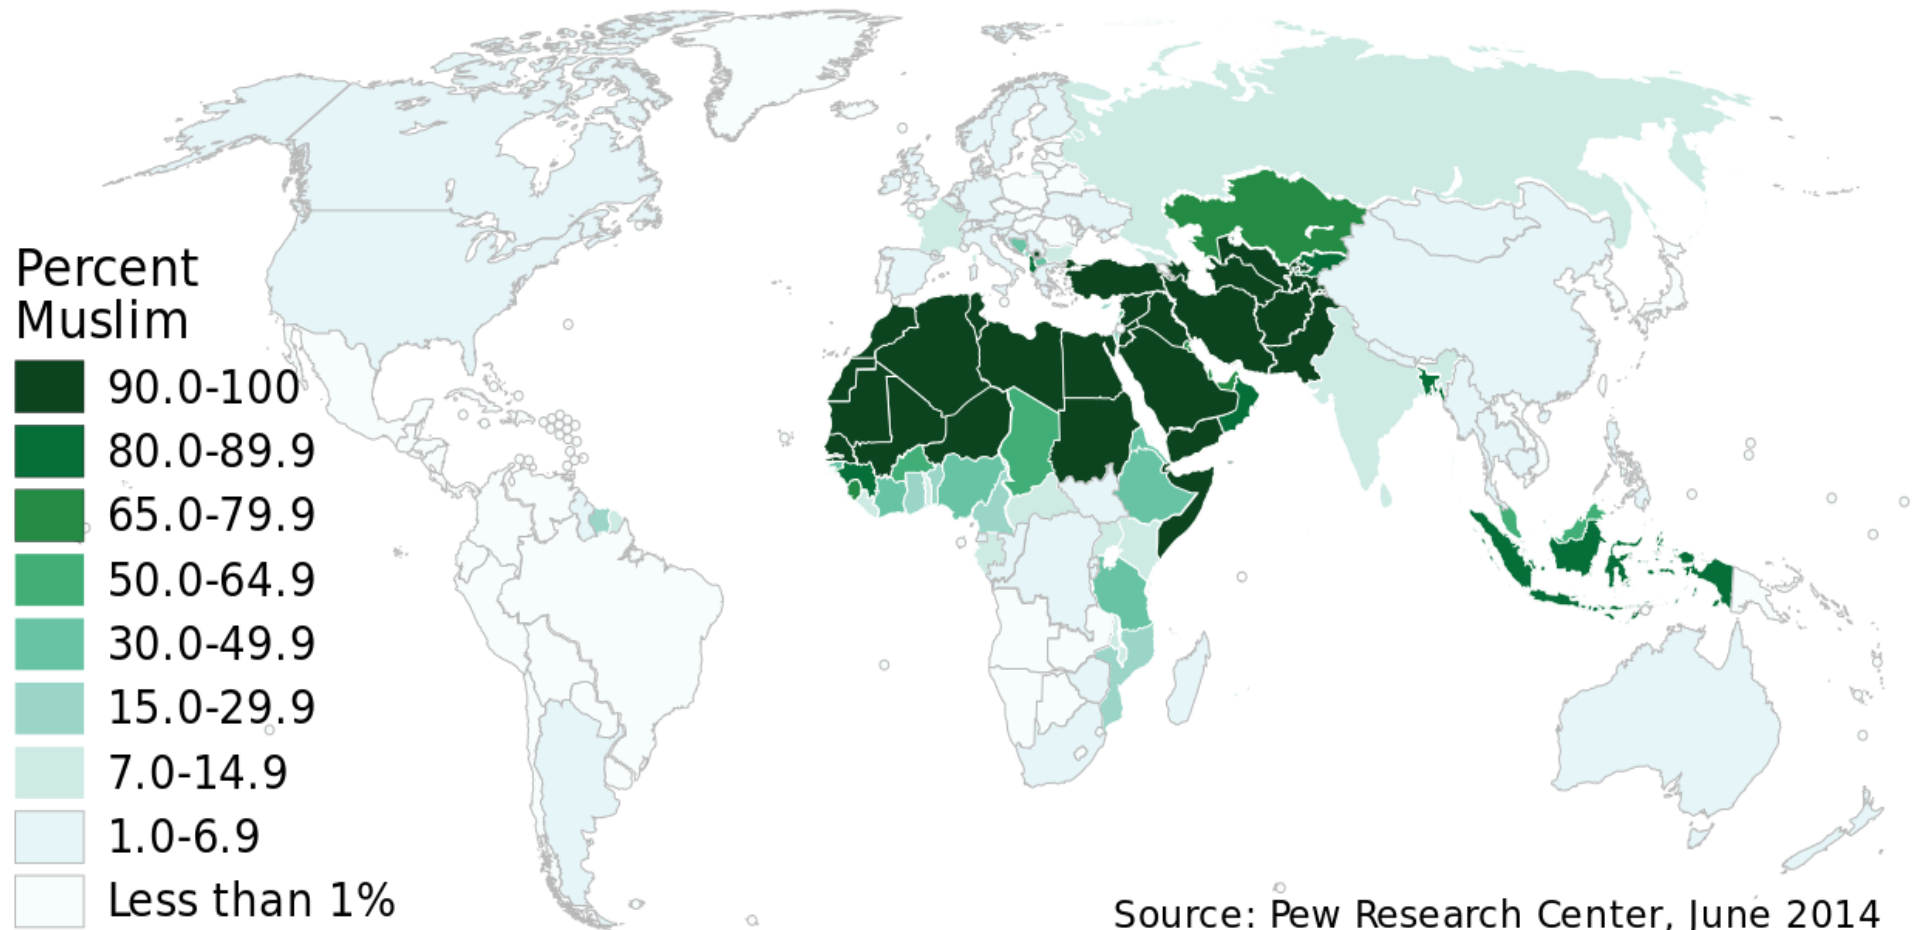 Percent
Muslim
90.0-100
80.0-89.9
65.0-79.9
50.0-64.9
30.0-49.9
15.0-29.9
7.0-14.9
1.0-6.9
Less than 1%
Source: Pew Research Center, June 2014